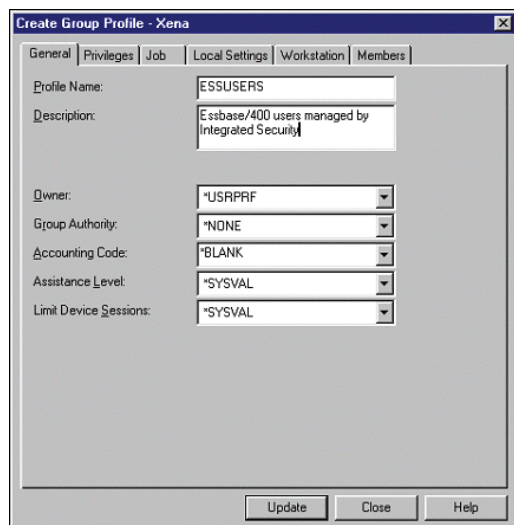 Create Group Profile - Xena
General Privileges Job Local Settings Workstation Members
Profile Name: ESSUSERS
Description: Essbase/400 users managed by
Integrated Security
Owner: *USRPRF
Group Authority: *NONE
Accounting Code: *BLANK
Assistance Level: *SYSVAL
Limit Device Sessions: *SYSVAL
Update Close Help